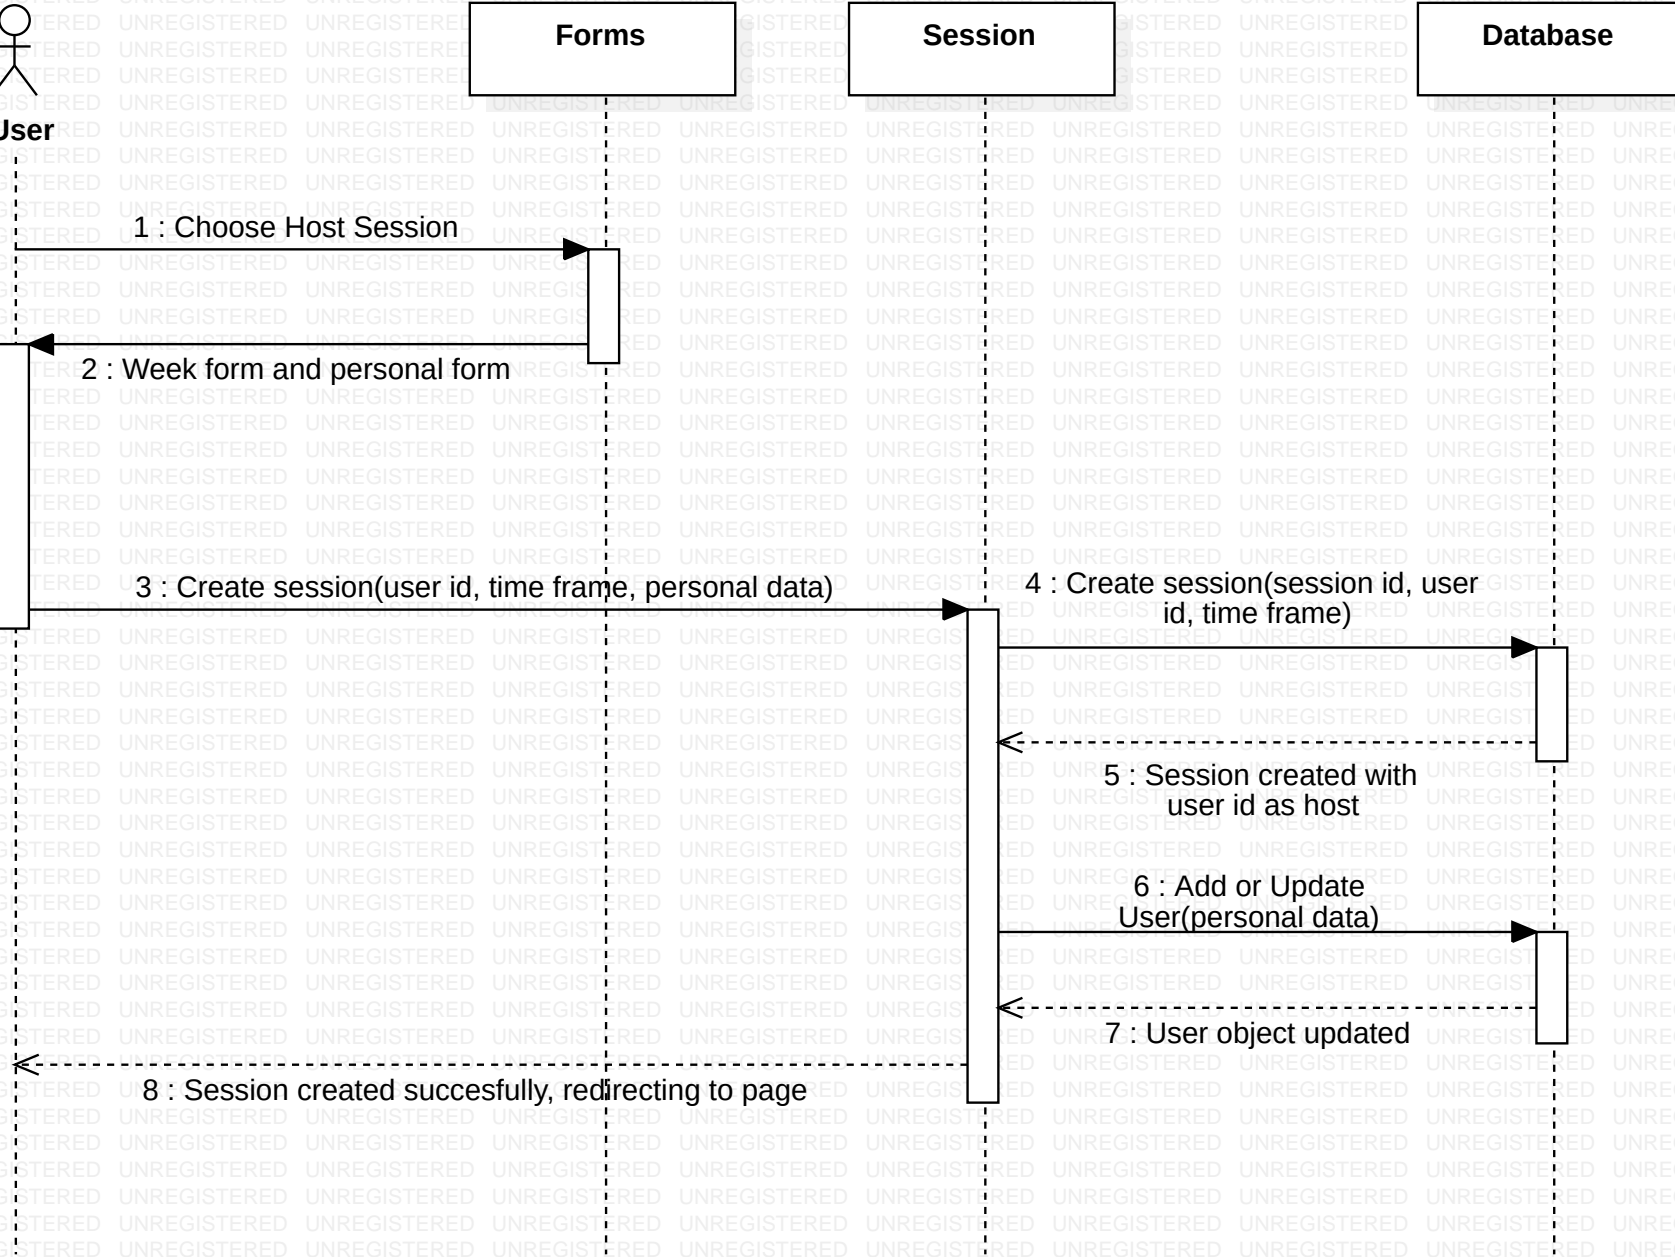 Forms
Session
Database
User
1 : Choose Host Session
2 : Week form and personal form
3 : Create session(user id, time frame, personal data)
4 : Create session(session id, user
id, time frame)
5 : Session created with
user id as host
6 : Add or Update
User(personal data)
7 : User object updated
8 : Session created succesfully, redirecting to page
UNREGISTERED